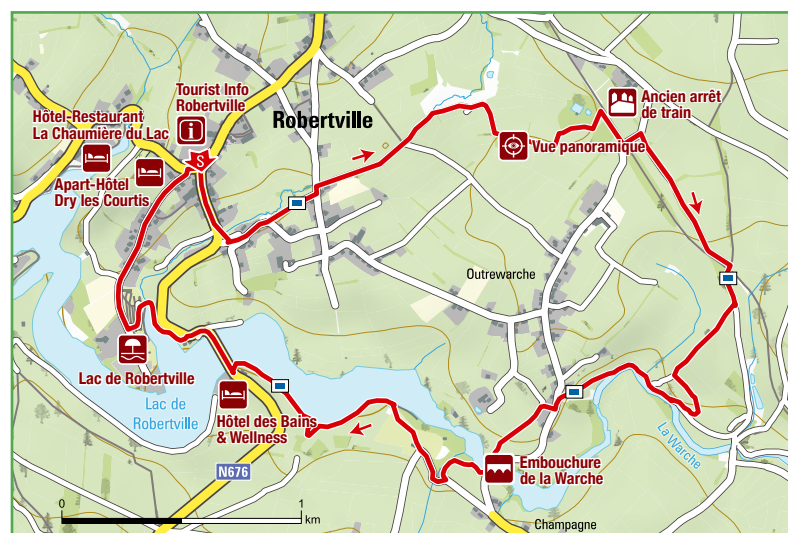 Tourist Info
Robertville
Hôtel-Restaurant
La Chaumière du Lac
Robertville
Ancien arrêt
de train
S
Vue panoramique
Apart-Hôtel
Dry les Courtis
Outrewarche
Lac de Robertville
Lac de
Robertville
Hôtel des Bains
& Wellness
La Warche
N676
Embouchure
de la Warche
0
1
km
Champagne